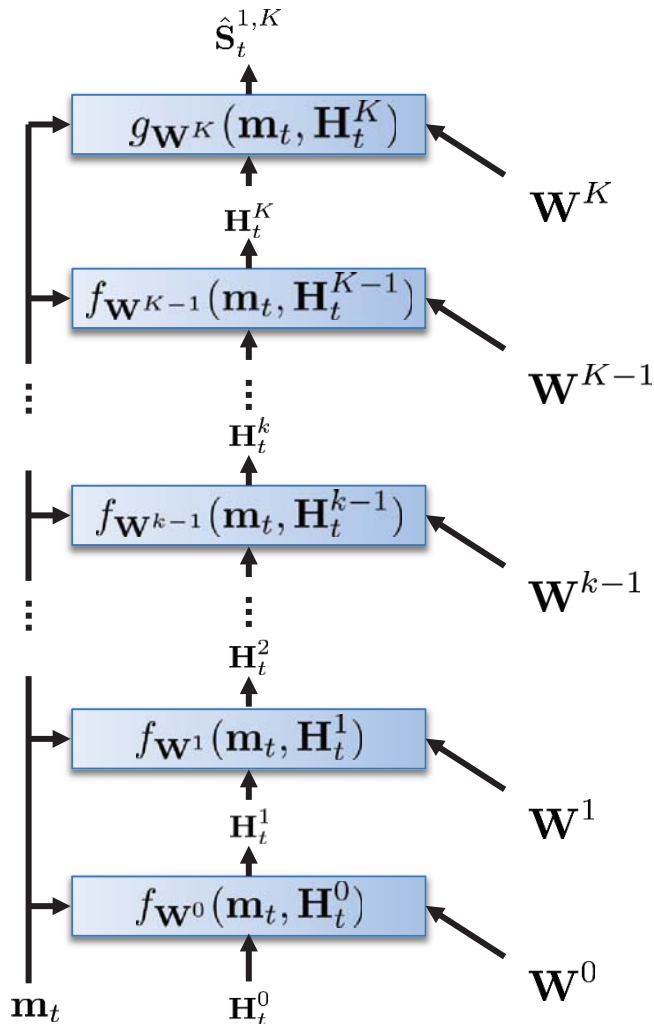 Ŝ_t^{1,K}
g_{W^K}(m_t, H_t^K)
W^K
H_t^K
f_{W^{K-1}}(m_t, H_t^{K-1})
W^{K-1}
... ...
H_t^k
f_{W^{k-1}}(m_t, H_t^{k-1})
W^{k-1}
... ...
H_t^2
f_{W^1}(m_t, H_t^1)
W^1
H_t^1
f_{W^0}(m_t, H_t^0)
W^0
m_t H_t^0